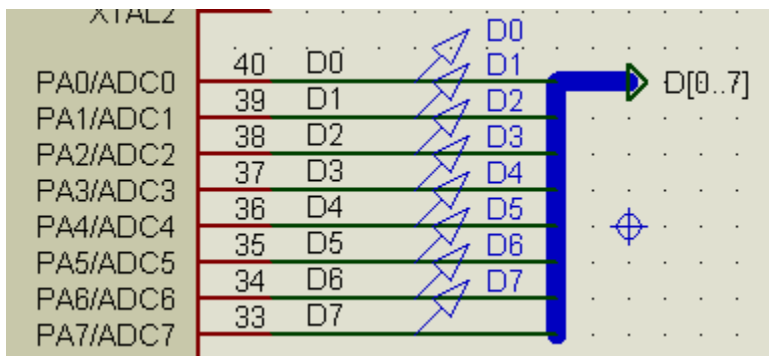 XTAL2
D0
PA0/ADC0 40 D0 D1 D[0..7]
PA1/ADC1 39 D1 D2
PA2/ADC2 38 D2 D3
PA3/ADC3 37 D3 D4
PA4/ADC4 36 D4 D5
PA5/ADC5 35 D5 D6
PA6/ADC6 34 D6 D7
PA7/ADC7 33 D7